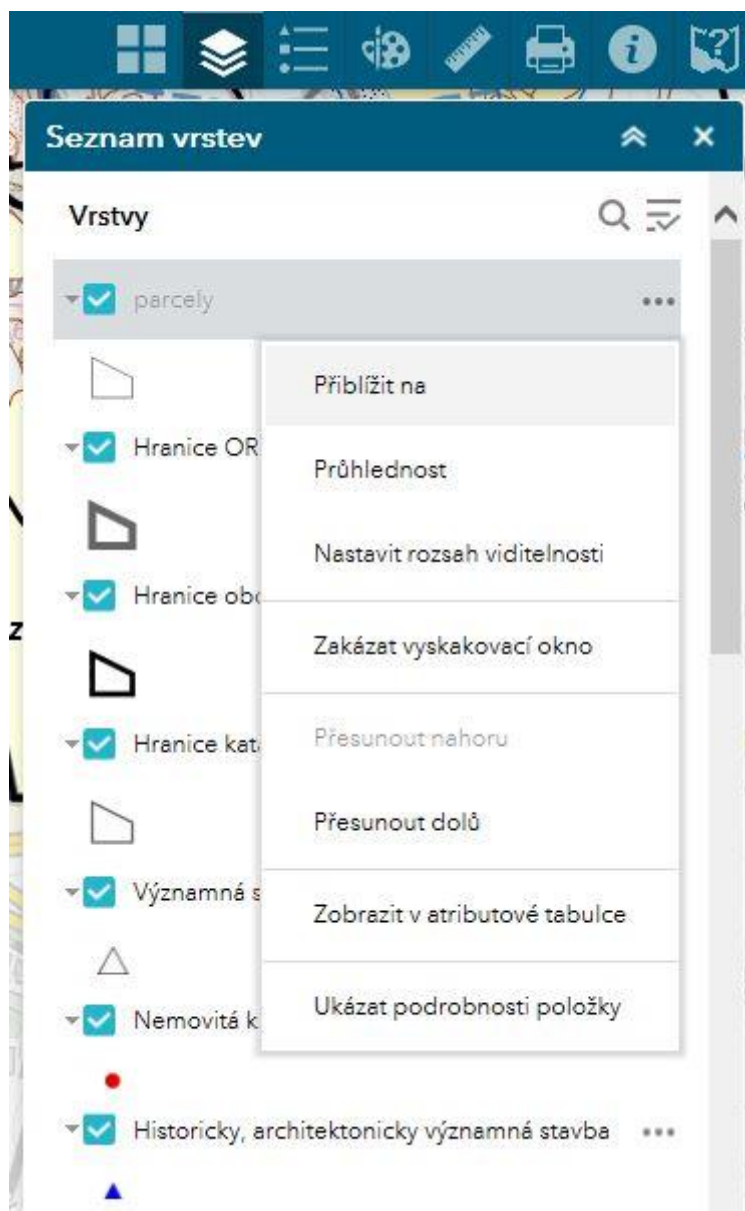 Seznam vrstev
Vrstvy
parcely
Přiblížit na
Hranice OR
Průhlednost
Nastavit rozsah viditelnosti
Hranice obc
Zakázat vyskakovací okno
Hranice kat
Přesunout nahoru
Přesunout dolů
Významná s
Zobrazit v atributové tabulce
Nemovitá k
Ukázat podrobnosti položky
Historicky, architektonicky významná stavba
z